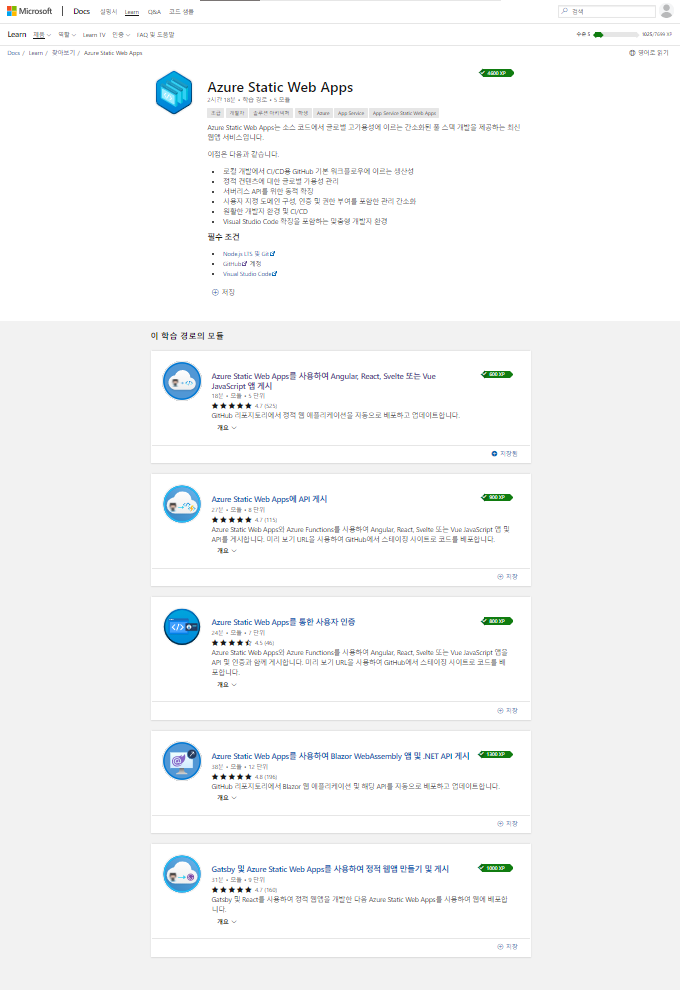 Microsoft Docs 설명서 Learn Q&A 코드 샘플 검색
Learn 제품 역할 Learn TV 인증 FAQ 및 도움말 수준 5 1025/7699 XP
Docs / Learn / 찾아보기 / Azure Static Web Apps 영어로 읽기
4600 XP
Azure Static Web Apps
2시간 18분 • 학습 경로 • 5 모듈
초급 개발자 솔루션 아키텍처 학생 Azure App Service App Service Static Web Apps
Azure Static Web Apps는 소스 코드에서 글로벌 고가용성에 이르는 간소화된 풀 스택 개발을 제공하는 최신
웹앱 서비스입니다.
이점은 다음과 같습니다.
• 로컬 개발에서 CI/CD용 GitHub 기본 워크플로우에 이르는 생산성
• 정적 컨텐츠에 대한 글로벌 가용성 관리
• 서버리스 API를 위한 동적 확장
• 사용자 지정 도메인 구성, 인증 및 권한 부여를 포함한 관리 간소화
• 원활한 개발자 환경 및 CI/CD
• Visual Studio Code 확장을 포함하는 맞춤형 개발자 환경
필수 조건
• Node.js LTS 및 Git
• GitHub 계정
• Visual Studio Code
저장
이 학습 경로의 모듈
600 XP
Azure Static Web Apps를 사용하여 Angular, React, Svelte 또는 Vue
JavaScript 앱 게시
18분 • 모듈 • 5 단위
4.7 (525)
GitHub 리포지토리에서 정적 웹 애플리케이션을 자동으로 배포하고 업데이트합니다.
개요
저장됨
Azure Static Web Apps에 API 게시 900 XP
27분 • 모듈 • 8 단위
4.7 (115)
Azure Static Web Apps와 Azure Functions를 사용하여 Angular, React, Svelte 또는 Vue JavaScript 앱 및
API를 게시합니다. 미리 보기 URL을 사용하여 GitHub에서 스테이징 사이트로 코드를 배포합니다.
개요
저장
Azure Static Web Apps를 통한 사용자 인증 800 XP
24분 • 모듈 • 7 단위
4.5 (46)
Azure Static Web Apps와 Azure Functions를 사용하여 Angular, React, Svelte 또는 Vue JavaScript 앱을
API 및 인증과 함께 게시합니다. 미리 보기 URL을 사용하여 GitHub에서 스테이징 사이트로 코드를 배
포합니다.
개요
저장
Azure Static Web Apps를 사용하여 Blazor WebAssembly 앱 및 .NET API 게시 1300 XP
38분 • 모듈 • 12 단위
4.8 (196)
GitHub 리포지토리에서 Blazor 웹 애플리케이션 및 해당 API를 자동으로 배포하고 업데이트합니다.
개요
저장
Gatsby 및 Azure Static Web Apps를 사용하여 정적 웹앱 만들기 및 게시 1000 XP
31분 • 모듈 • 9 단위
4.7 (160)
Gatsby 및 React를 사용하여 정적 웹앱을 개발한 다음 Azure Static Web Apps를 사용하여 웹에 배포합니
다.
개요
저장